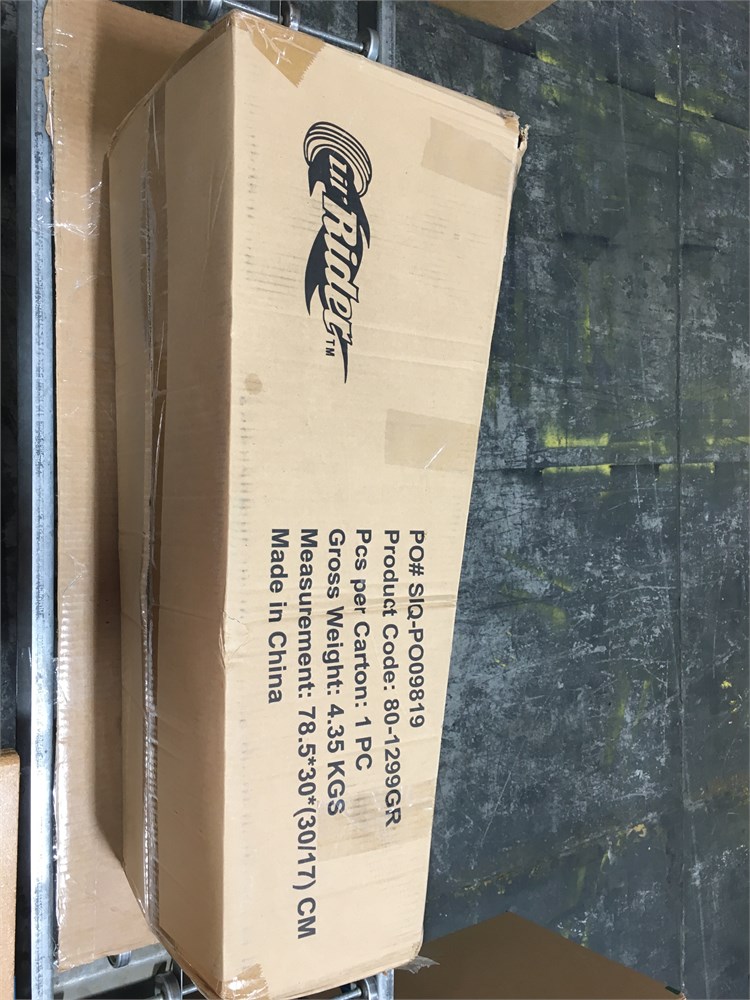 Rider TM
PO# SIQ-PO09819
Product Code: 80-1299GR
Pcs per Carton: 1 PC
Gross Weight: 4.35 KGS
Measurement: 78.5*30*(30/17) CM
Made in China